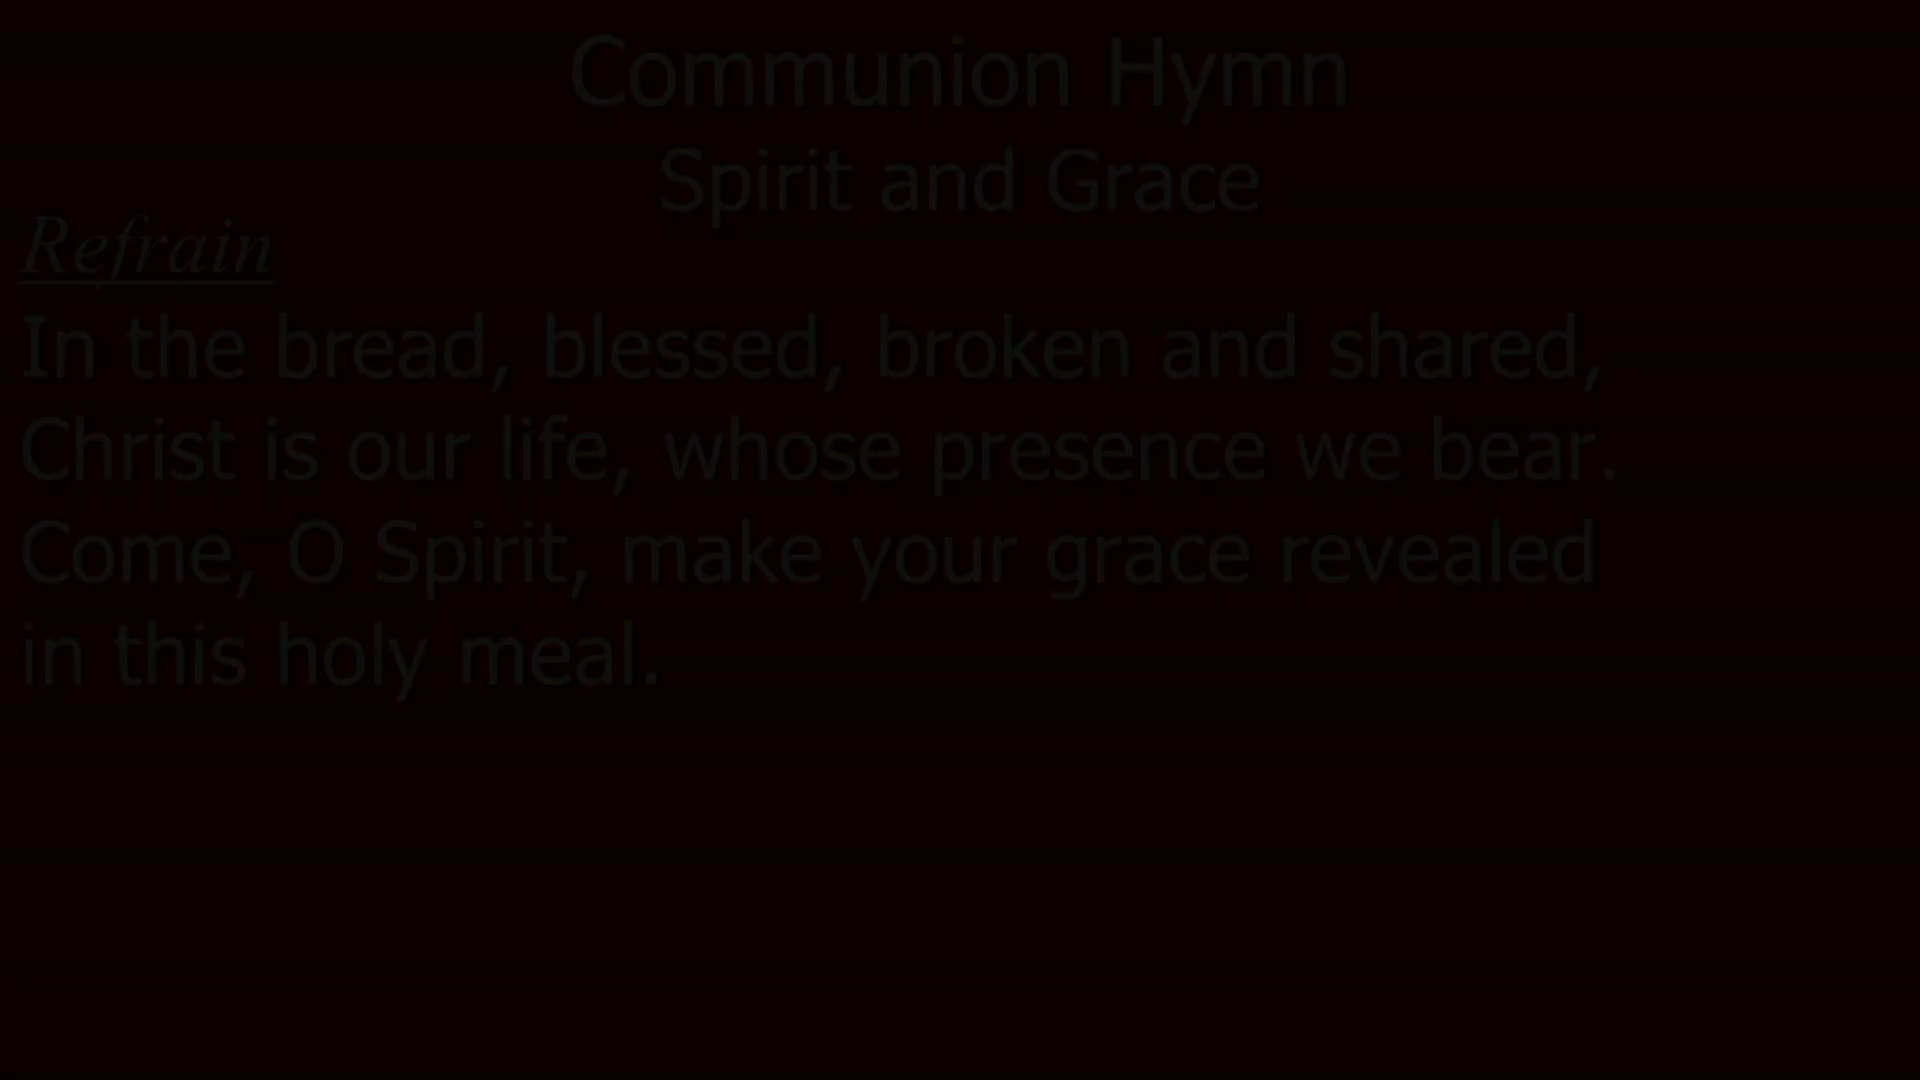 Communion Hymn
Spirit and Grace
Refrain
In the bread, blessed, broken and shared,
Christ is our life, whose presence we bear.
Come, O Spirit, make your grace revealed
in this holy meal.